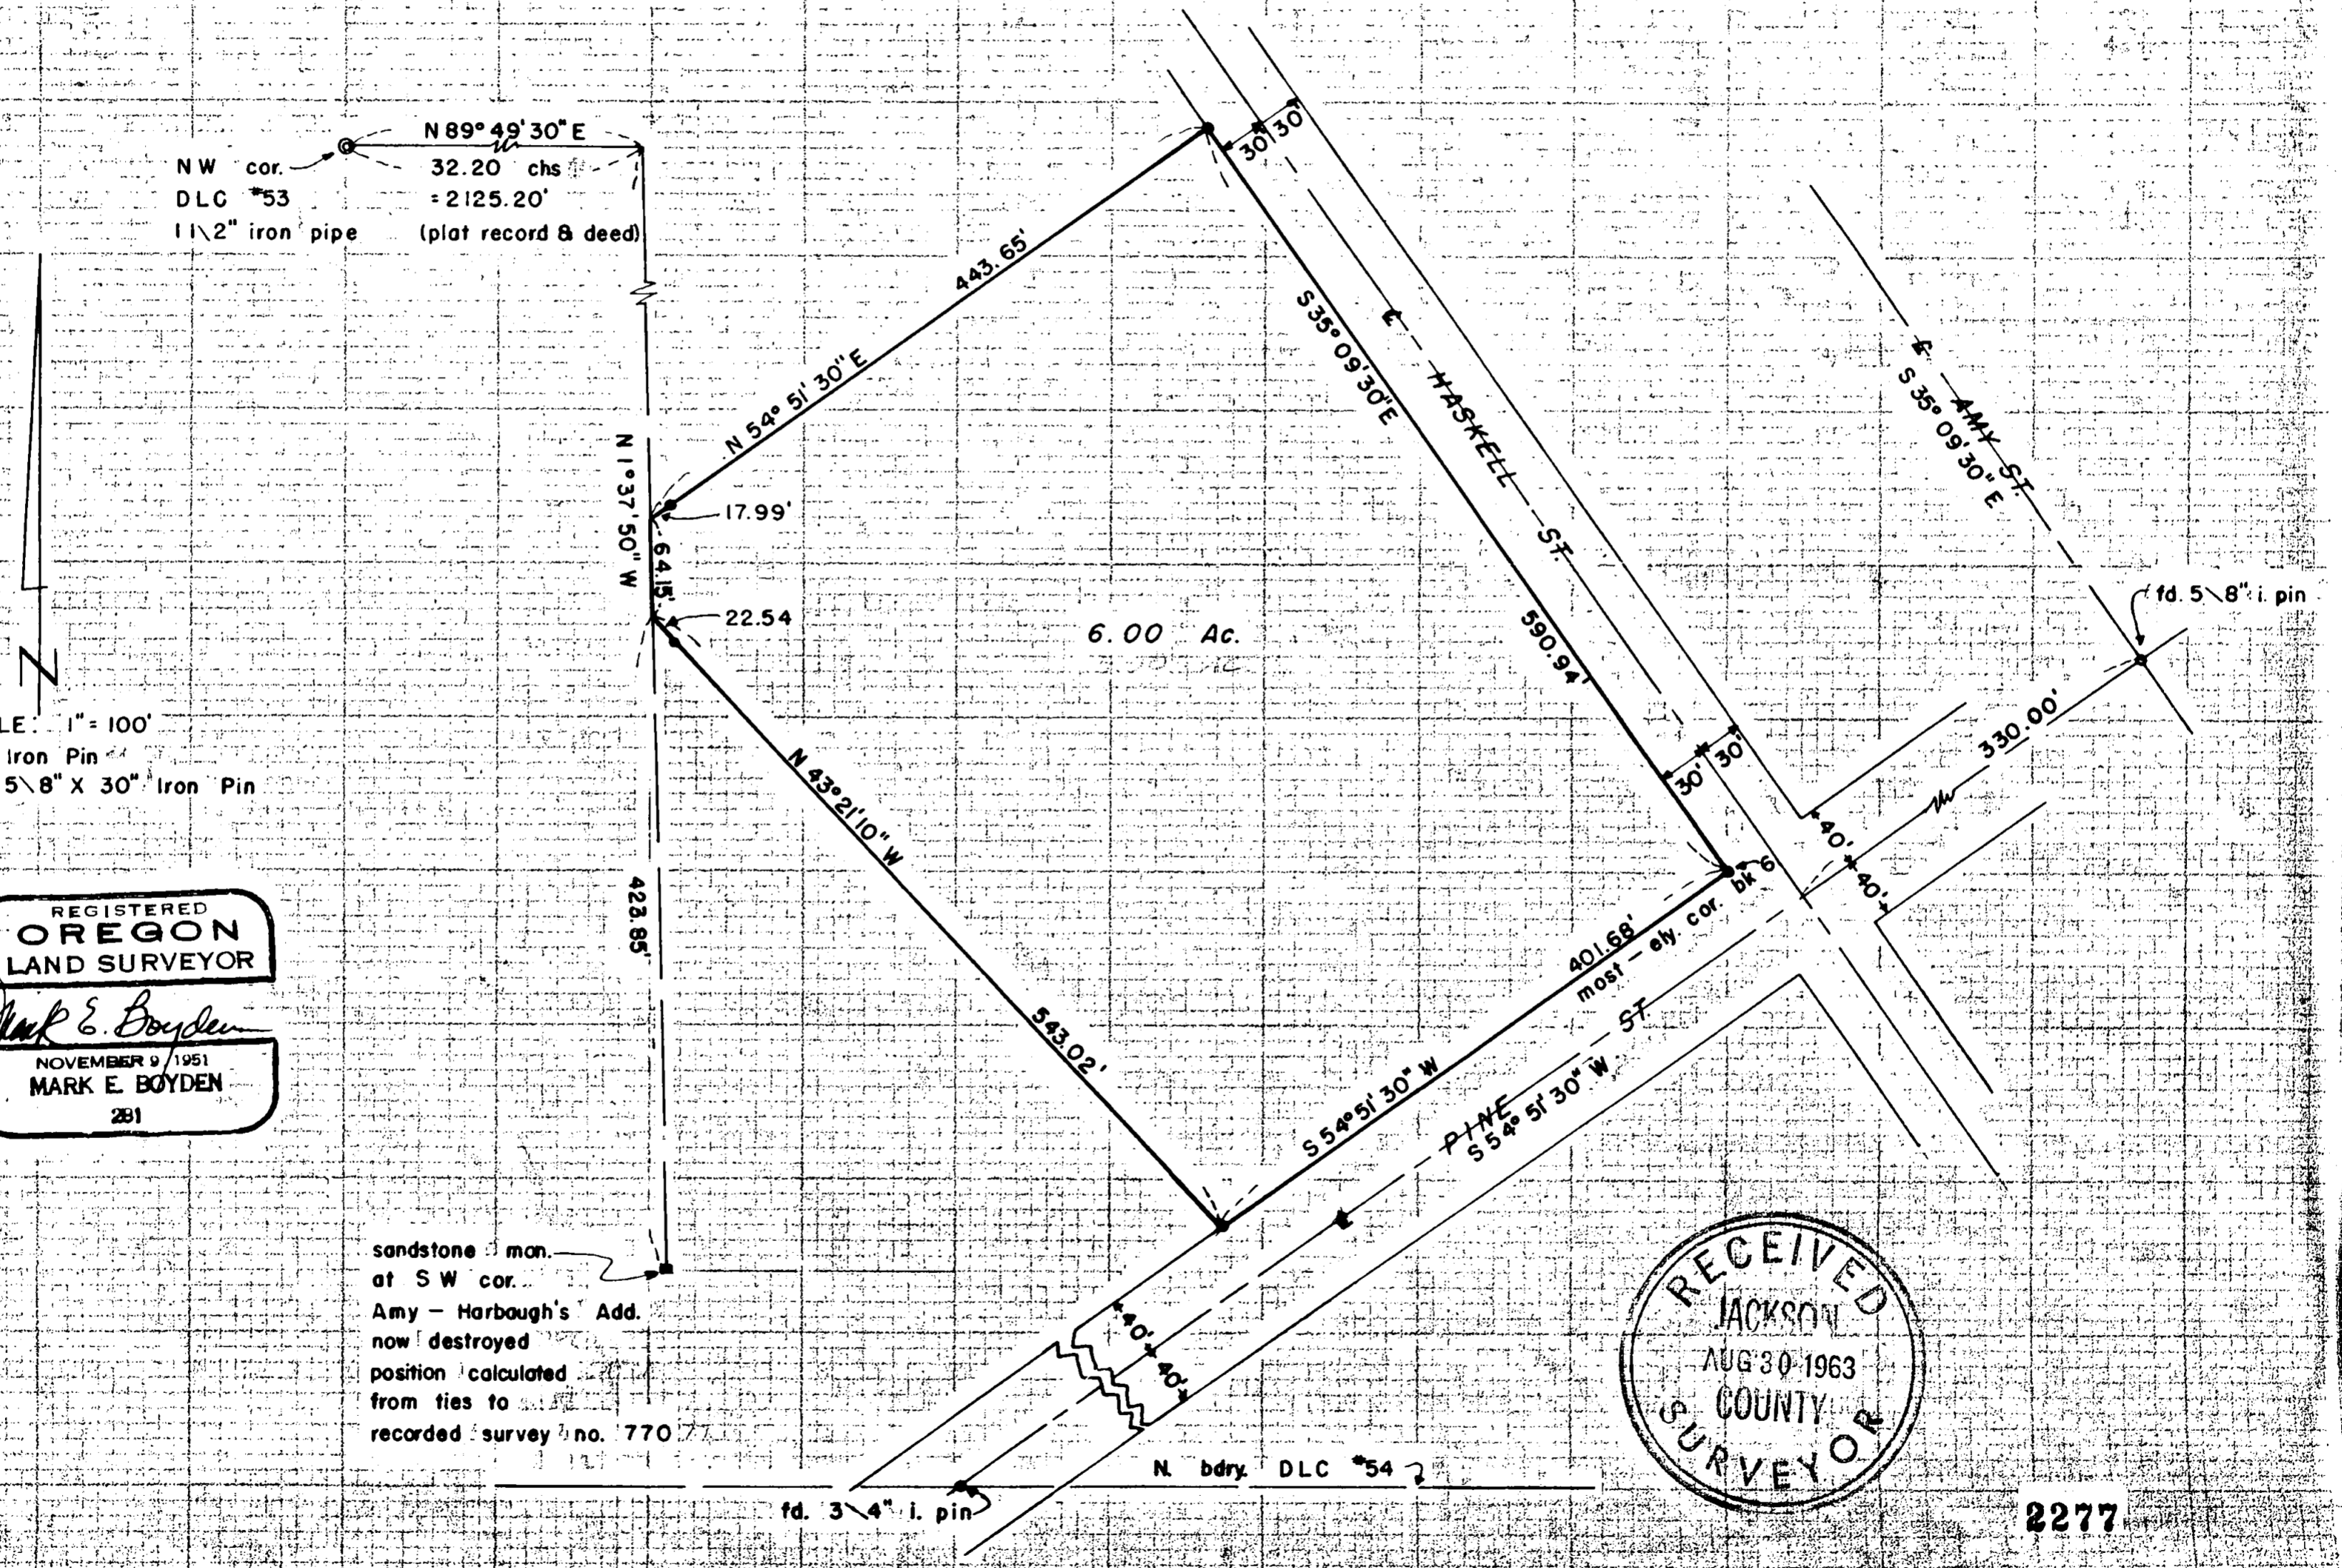 N 89° 49' 30" E
NW cor.
32.20 chs
DLC #53
= 2125.20'
1 1\2" iron pipe
(plat record & deed)
30' 30'
443.65'
N 54° 51' 30" E
S 35° 09' 30" E
℄ HASKELL ST.
℄ AMY ST.
S 35° 09' 30" E
N 1° 37' 50" W
17.99'
64.15'
22.54
6.00 Ac.
590.94'
fd. 5\8" i. pin
N
LE: 1" = 100'
Iron Pin
5\8" X 30" Iron Pin
N 43° 21' 10" W
30' 30'
330.00'
40' 40'
423.85'
bk 6
401.68'
most - ely. cor. bk 6
543.02'
S 54° 51' 30" W
℄ PINE ST.
S 54° 51' 30" W
REGISTERED
OREGON
LAND SURVEYOR
Mark E. Boyden
NOVEMBER 9, 1951
MARK E. BOYDEN
281
sandstone mon.
at SW cor.
Amy - Harbaugh's Add.
now destroyed
position calculated
from ties to
recorded survey no. 770
40' 40'
N. bdry. DLC #54
fd. 3\4" i. pin
RECEIVED
JACKSON
AUG 30 1963
COUNTY
SURVEYOR
2277